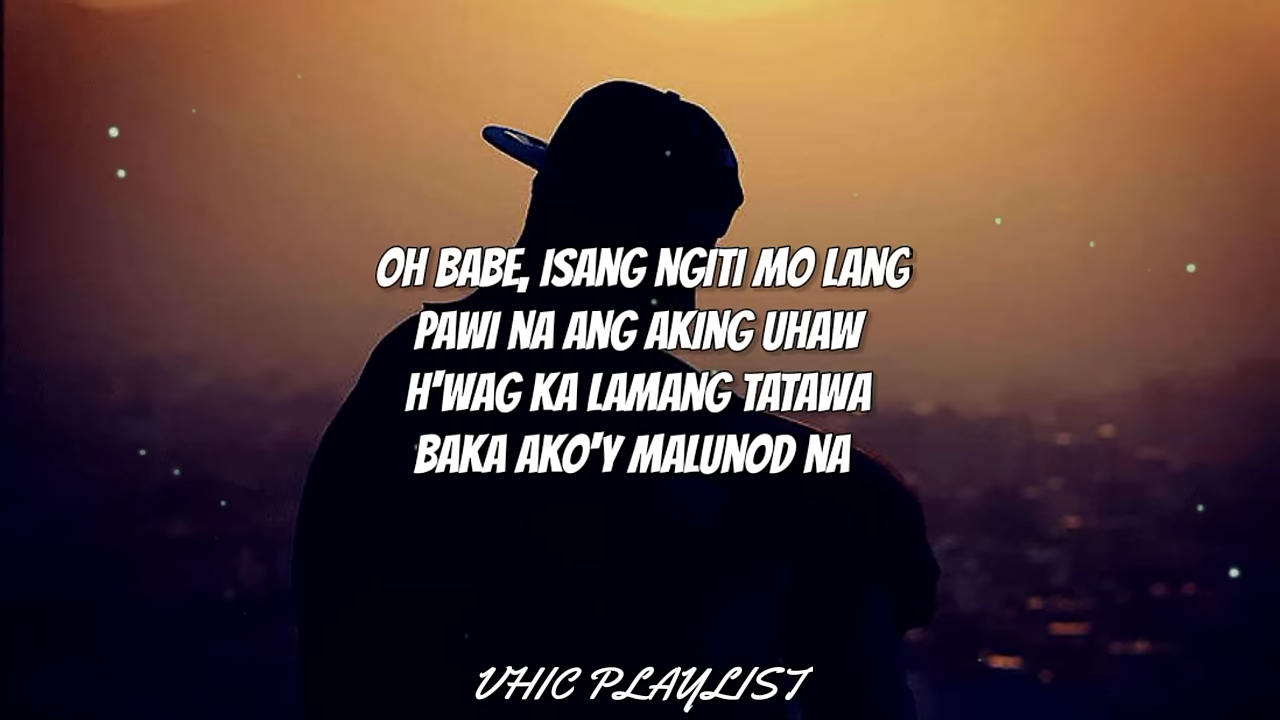 OH BABE, ISANG NGITI MO LANG
PAWI NA ANG AKING UHAW
H'WAG KA LAMANG TATAWA
BAKA AKO'Y MALUNOD NA
VHIC PLAYLIST